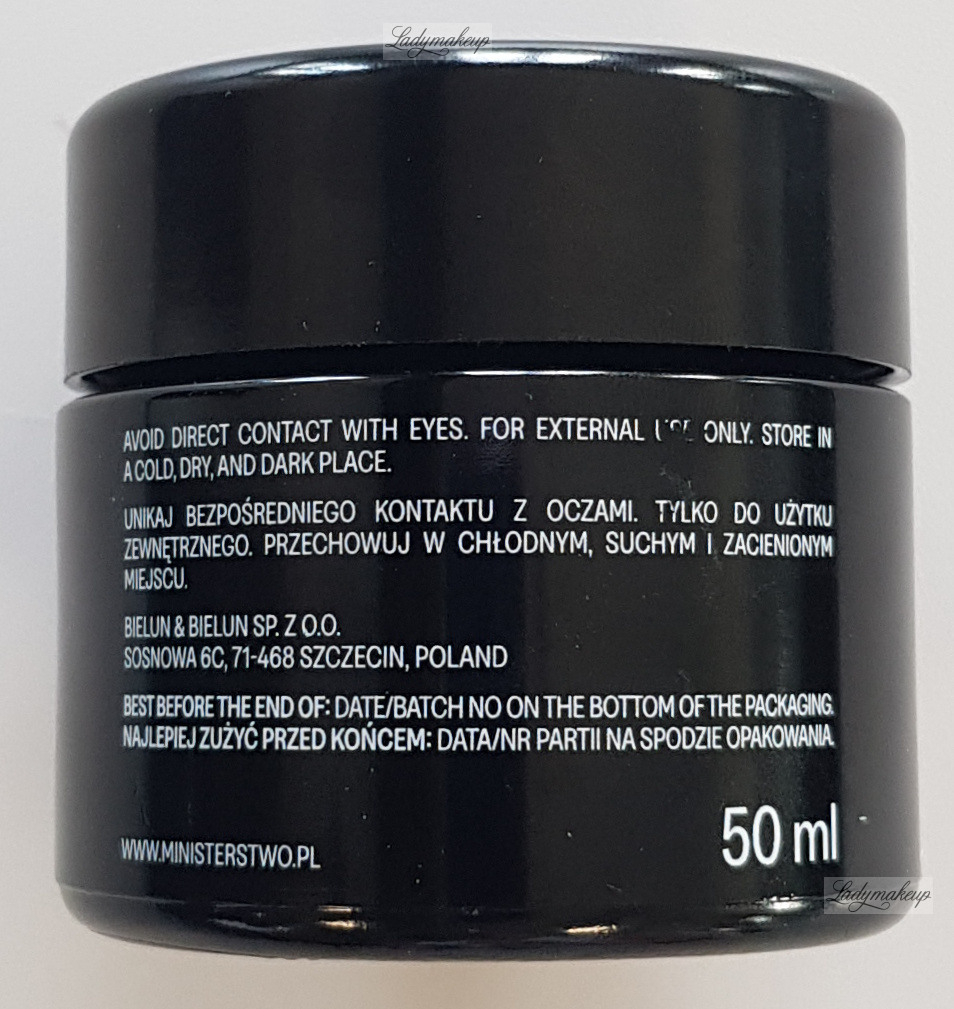 Ladymakeup
AVOID DIRECT CONTACT WITH EYES. FOR EXTERNAL ONLY. STORE IN
A COLD, DRY, AND DARK PLACE.
UNIKAJ BEZPOŚREDNIEGO KONTAKTU Z OCZAMI. TYLKO DO UŻYTKU
ZEWNĘTRZNEGO. PRZECHOWUJ W CHŁODNYM, SUCHYM I ZACIENIONYM
MIEJSCU.
BIELUN & BIELUN SP. Z O.O.
SOSNOWA 6C, 71-468 SZCZECIN, POLAND
BEST BEFORE THE END OF: DATE/BATCH NO ON THE BOTTOM OF THE PACKAGING.
NAJLEPIEJ ZUŻYĆ PRZED KOŃCEM: DATA/NR PARTII NA SPODZIE OPAKOWANIA.
50 ml
WWW.MINISTERSTWO.PL
Ladymakeup